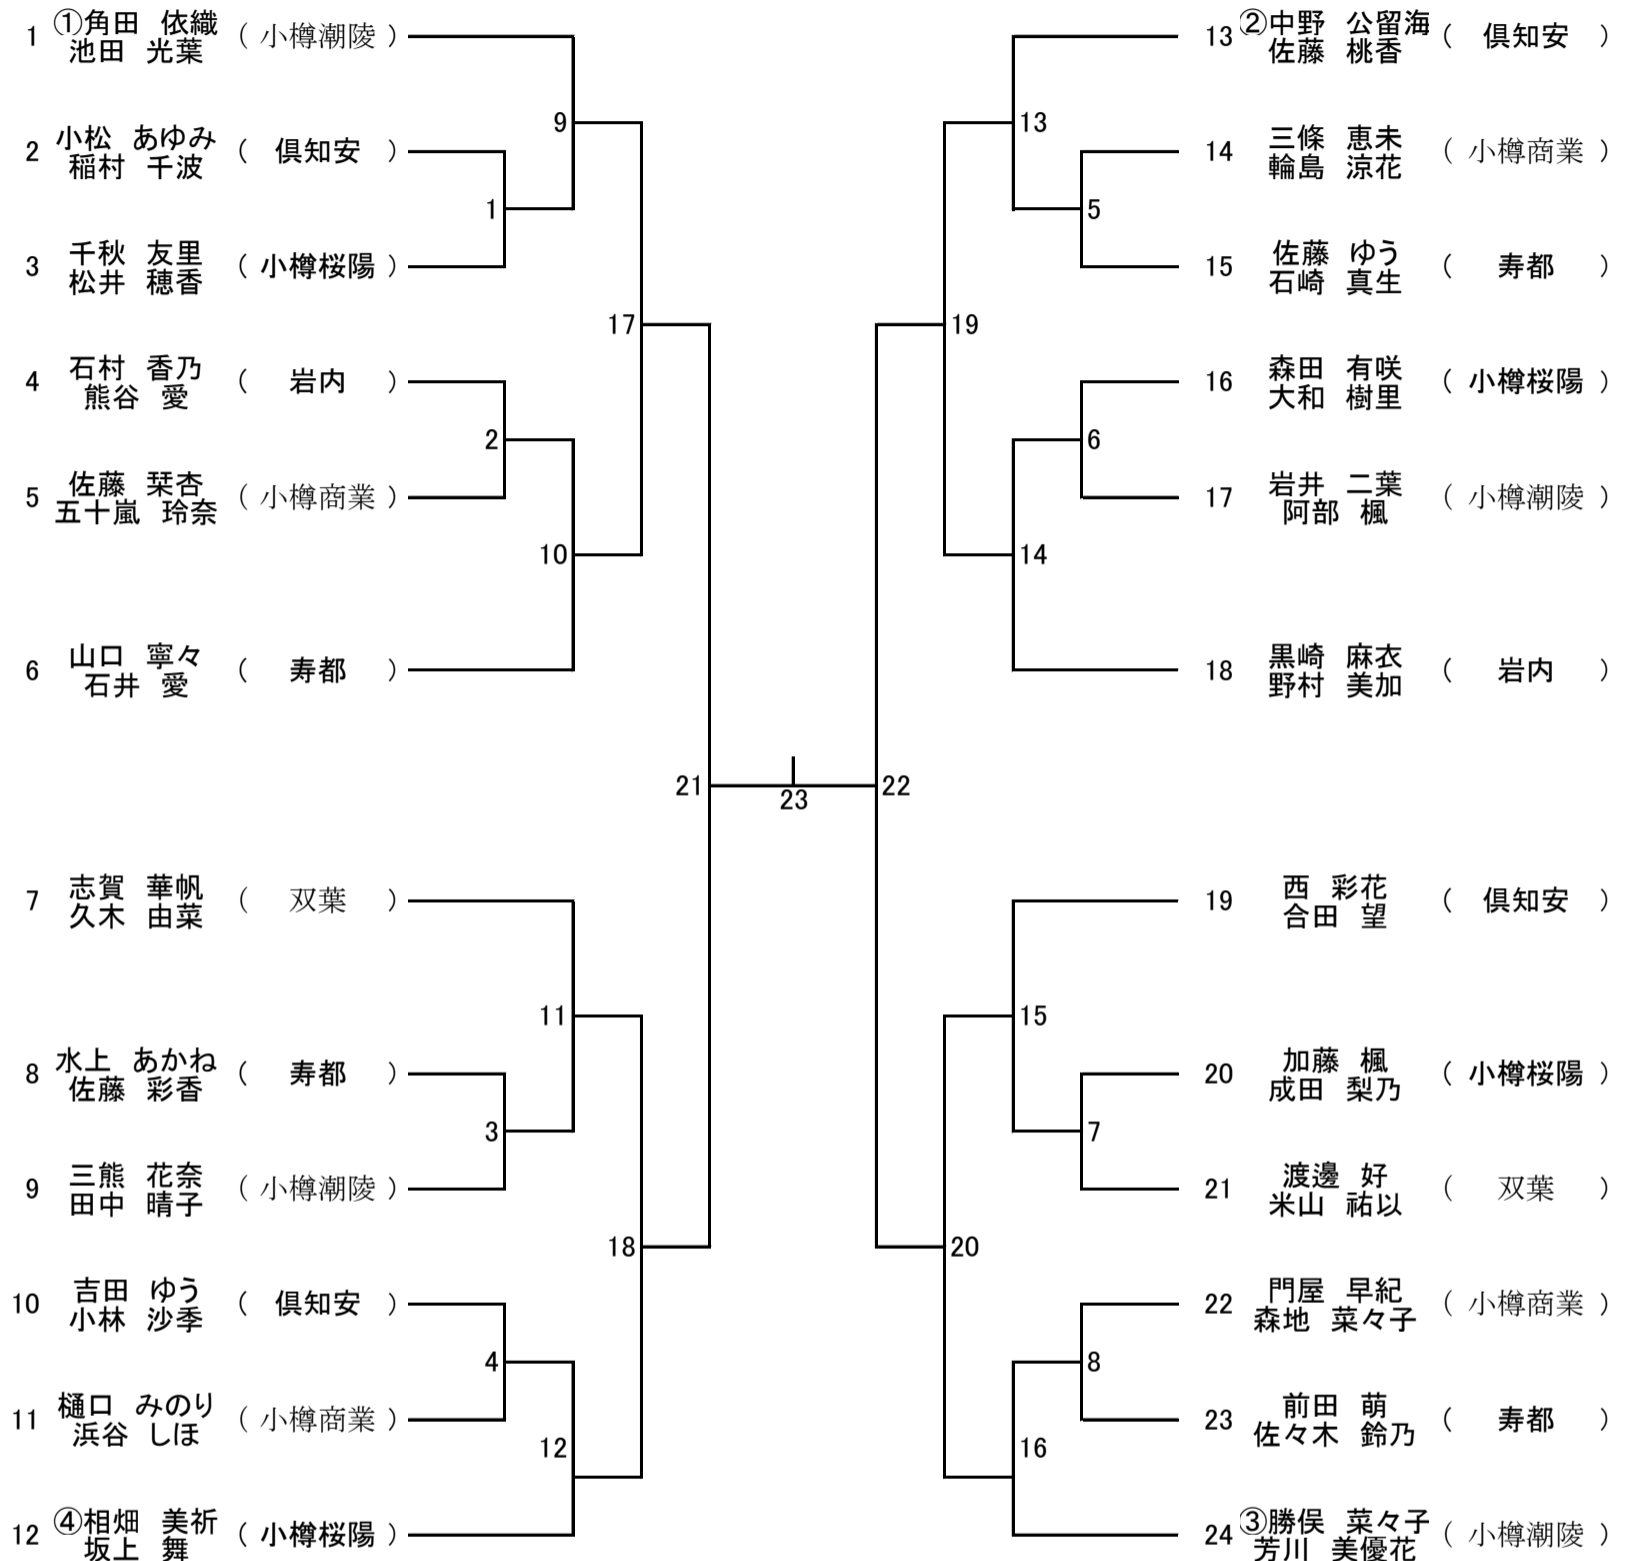 1 ①角田 依織 池田 光葉 ( 小樽潮陵 )
2 小松 あゆみ 稲村 千波 ( 倶知安 )
3 千秋 友里 松井 穂香 ( 小樽桜陽 )
4 石村 香乃 熊谷 愛 ( 岩内 )
5 佐藤 栞杏 五十嵐 玲奈 ( 小樽商業 )
6 山口 寧々 石井 愛 ( 寿都 )
7 志賀 華帆 久木 由菜 ( 双葉 )
8 水上 あかね 佐藤 彩香 ( 寿都 )
9 三熊 花奈 田中 晴子 ( 小樽潮陵 )
10 吉田 ゆう 小林 沙季 ( 倶知安 )
11 樋口 みのり 浜谷 しほ ( 小樽商業 )
12 ④相畑 美祈 坂上 舞 ( 小樽桜陽 )
9
1
17
2
10
21
11
3
18
4
12
23
13
5
19
6
14
22
15
7
20
8
16
13 ②中野 公留海 佐藤 桃香 ( 倶知安 )
14 三條 恵未 輪島 涼花 ( 小樽商業 )
15 佐藤 ゆう 石崎 真生 ( 寿都 )
16 森田 有咲 大和 樹里 ( 小樽桜陽 )
17 岩井 二葉 阿部 楓 ( 小樽潮陵 )
18 黒崎 麻衣 野村 美加 ( 岩内 )
19 西 彩花 合田 望 ( 倶知安 )
20 加藤 楓 成田 梨乃 ( 小樽桜陽 )
21 渡邊 好 米山 祐以 ( 双葉 )
22 門屋 早紀 森地 菜々子 ( 小樽商業 )
23 前田 萌 佐々木 鈴乃 ( 寿都 )
24 ③勝俣 菜々子 芳川 美優花 ( 小樽潮陵 )